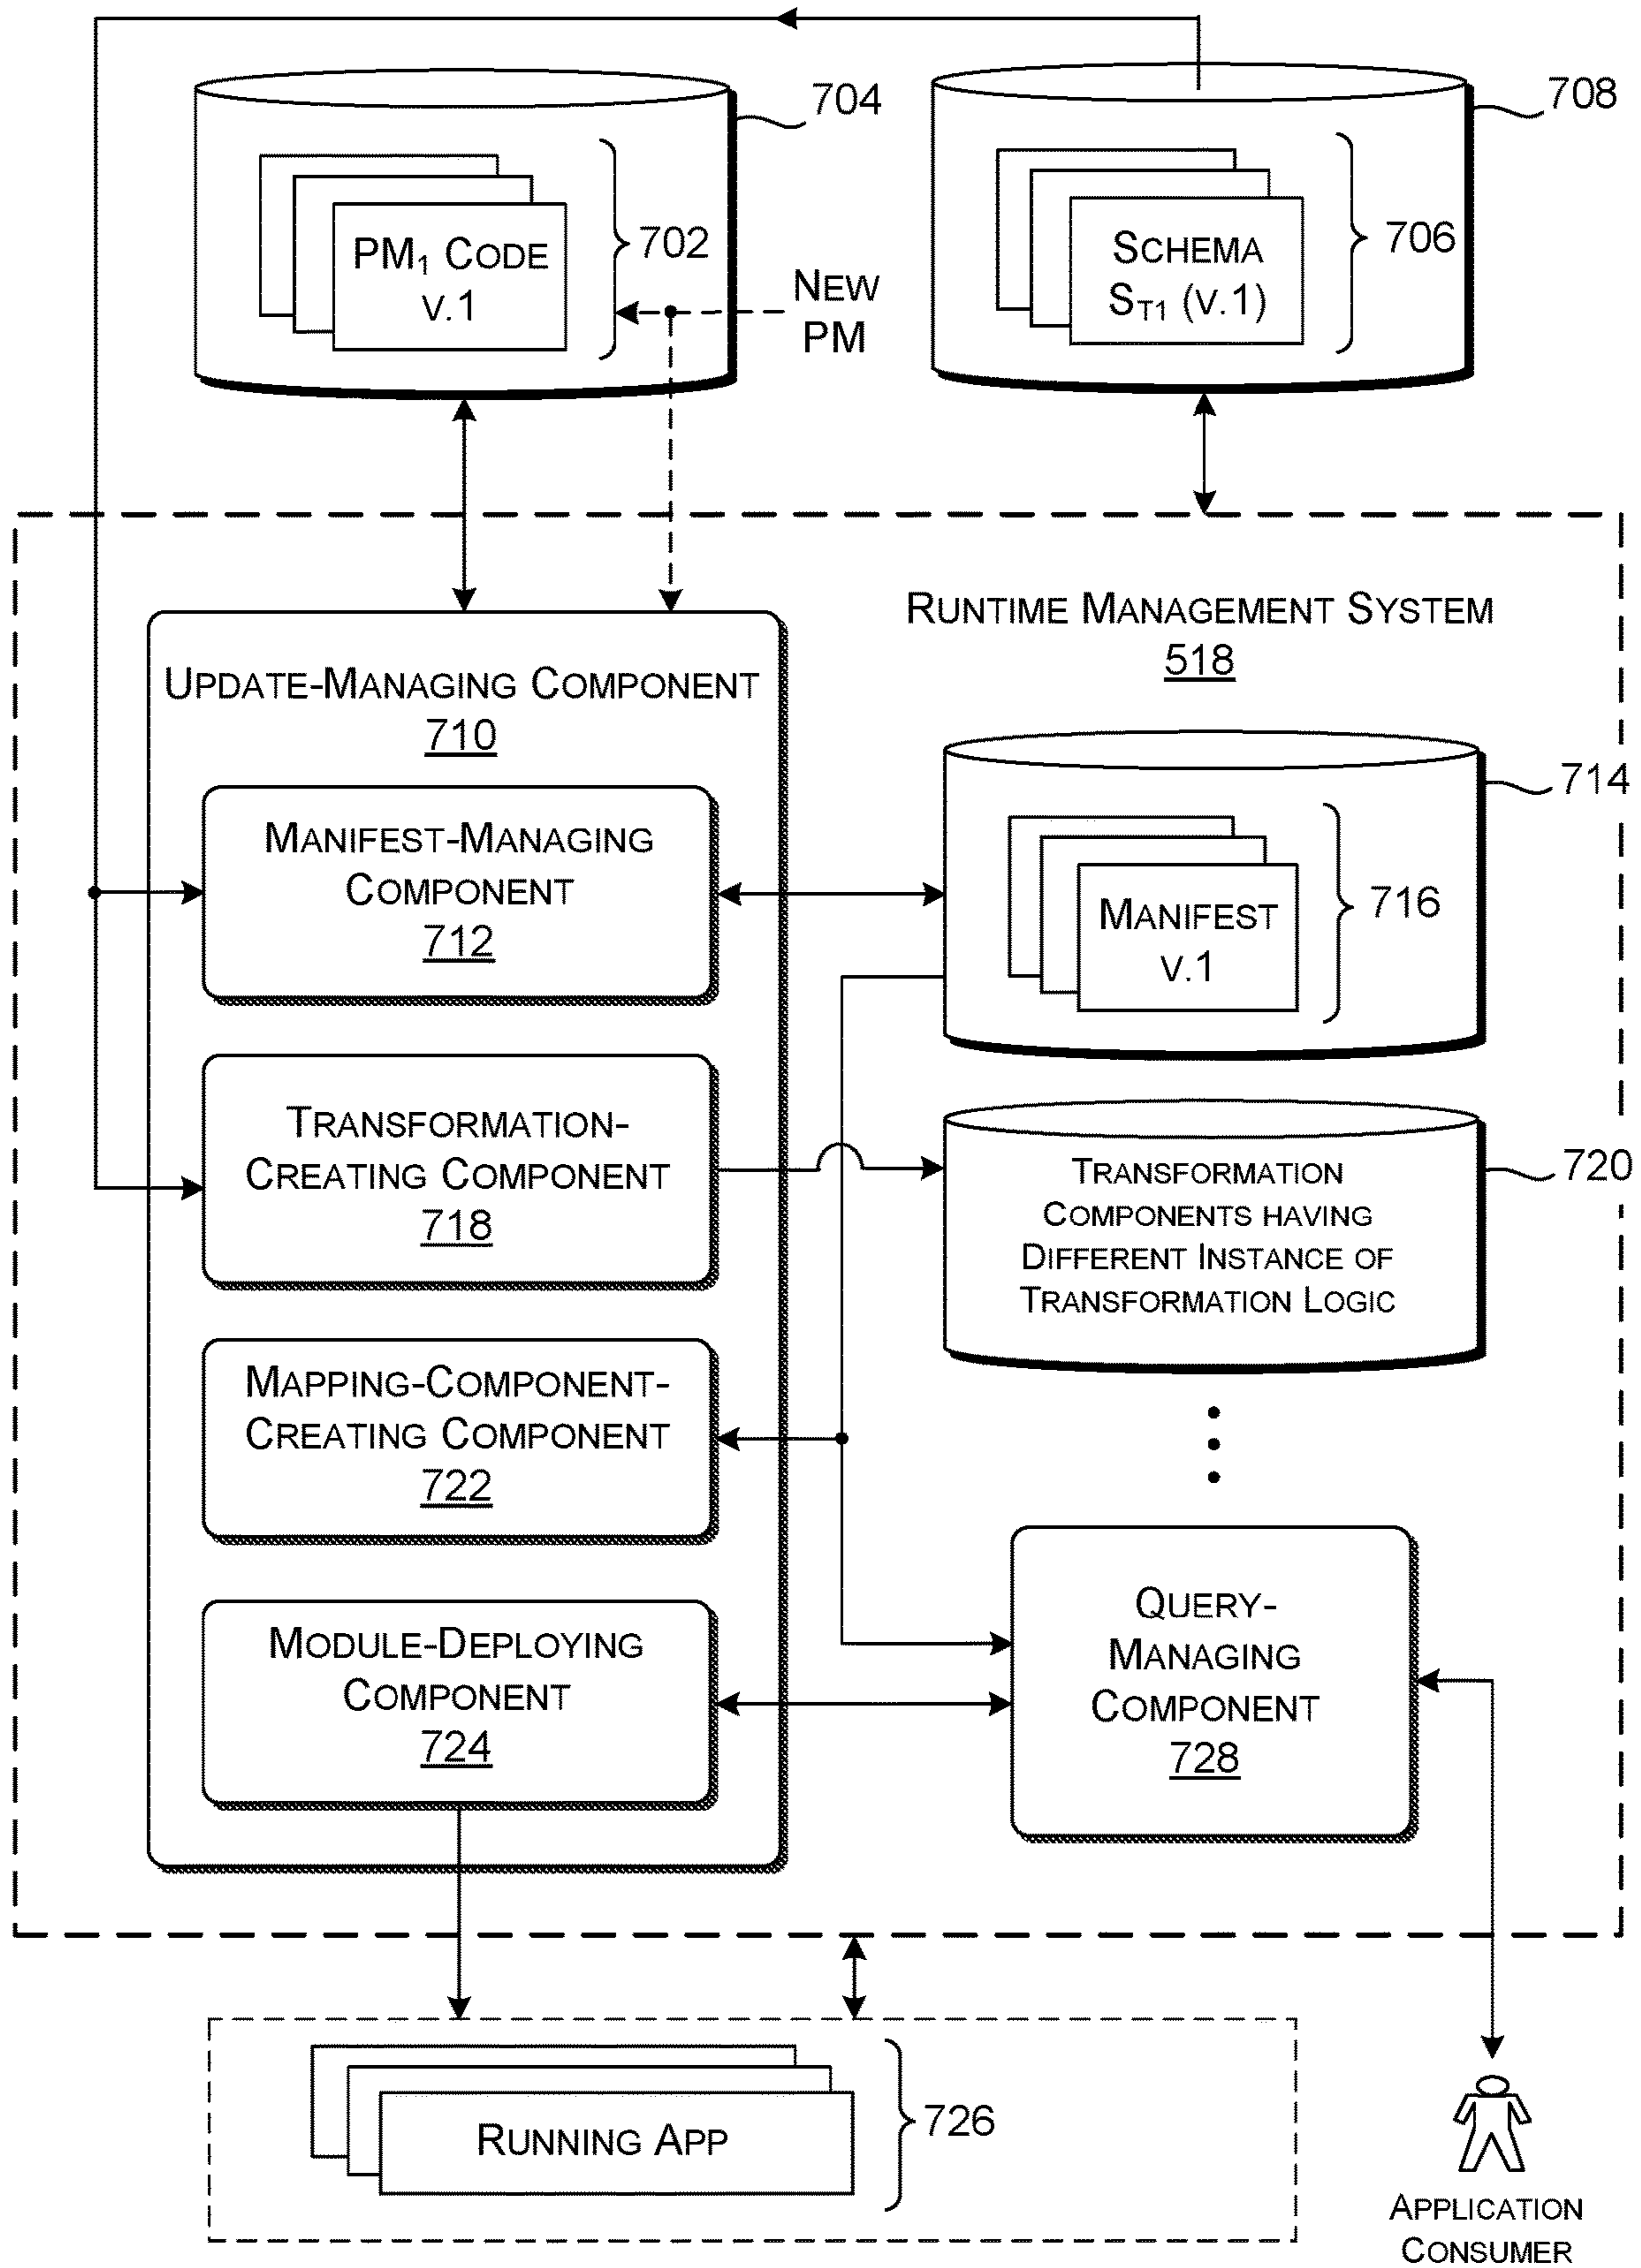 704
708
PM₁ CODE
V.1
702
NEW
PM
SCHEMA
S_T1 (V.1)
706
RUNTIME MANAGEMENT SYSTEM
518
UPDATE-MANAGING COMPONENT
710
MANIFEST-MANAGING
COMPONENT
712
714
MANIFEST
V.1
716
TRANSFORMATION-
CREATING COMPONENT
718
720
TRANSFORMATION
COMPONENTS HAVING
DIFFERENT INSTANCE OF
TRANSFORMATION LOGIC
MAPPING-COMPONENT-
CREATING COMPONENT
722
MODULE-DEPLOYING
COMPONENT
724
QUERY-
MANAGING
COMPONENT
728
RUNNING APP
726
APPLICATION
CONSUMER